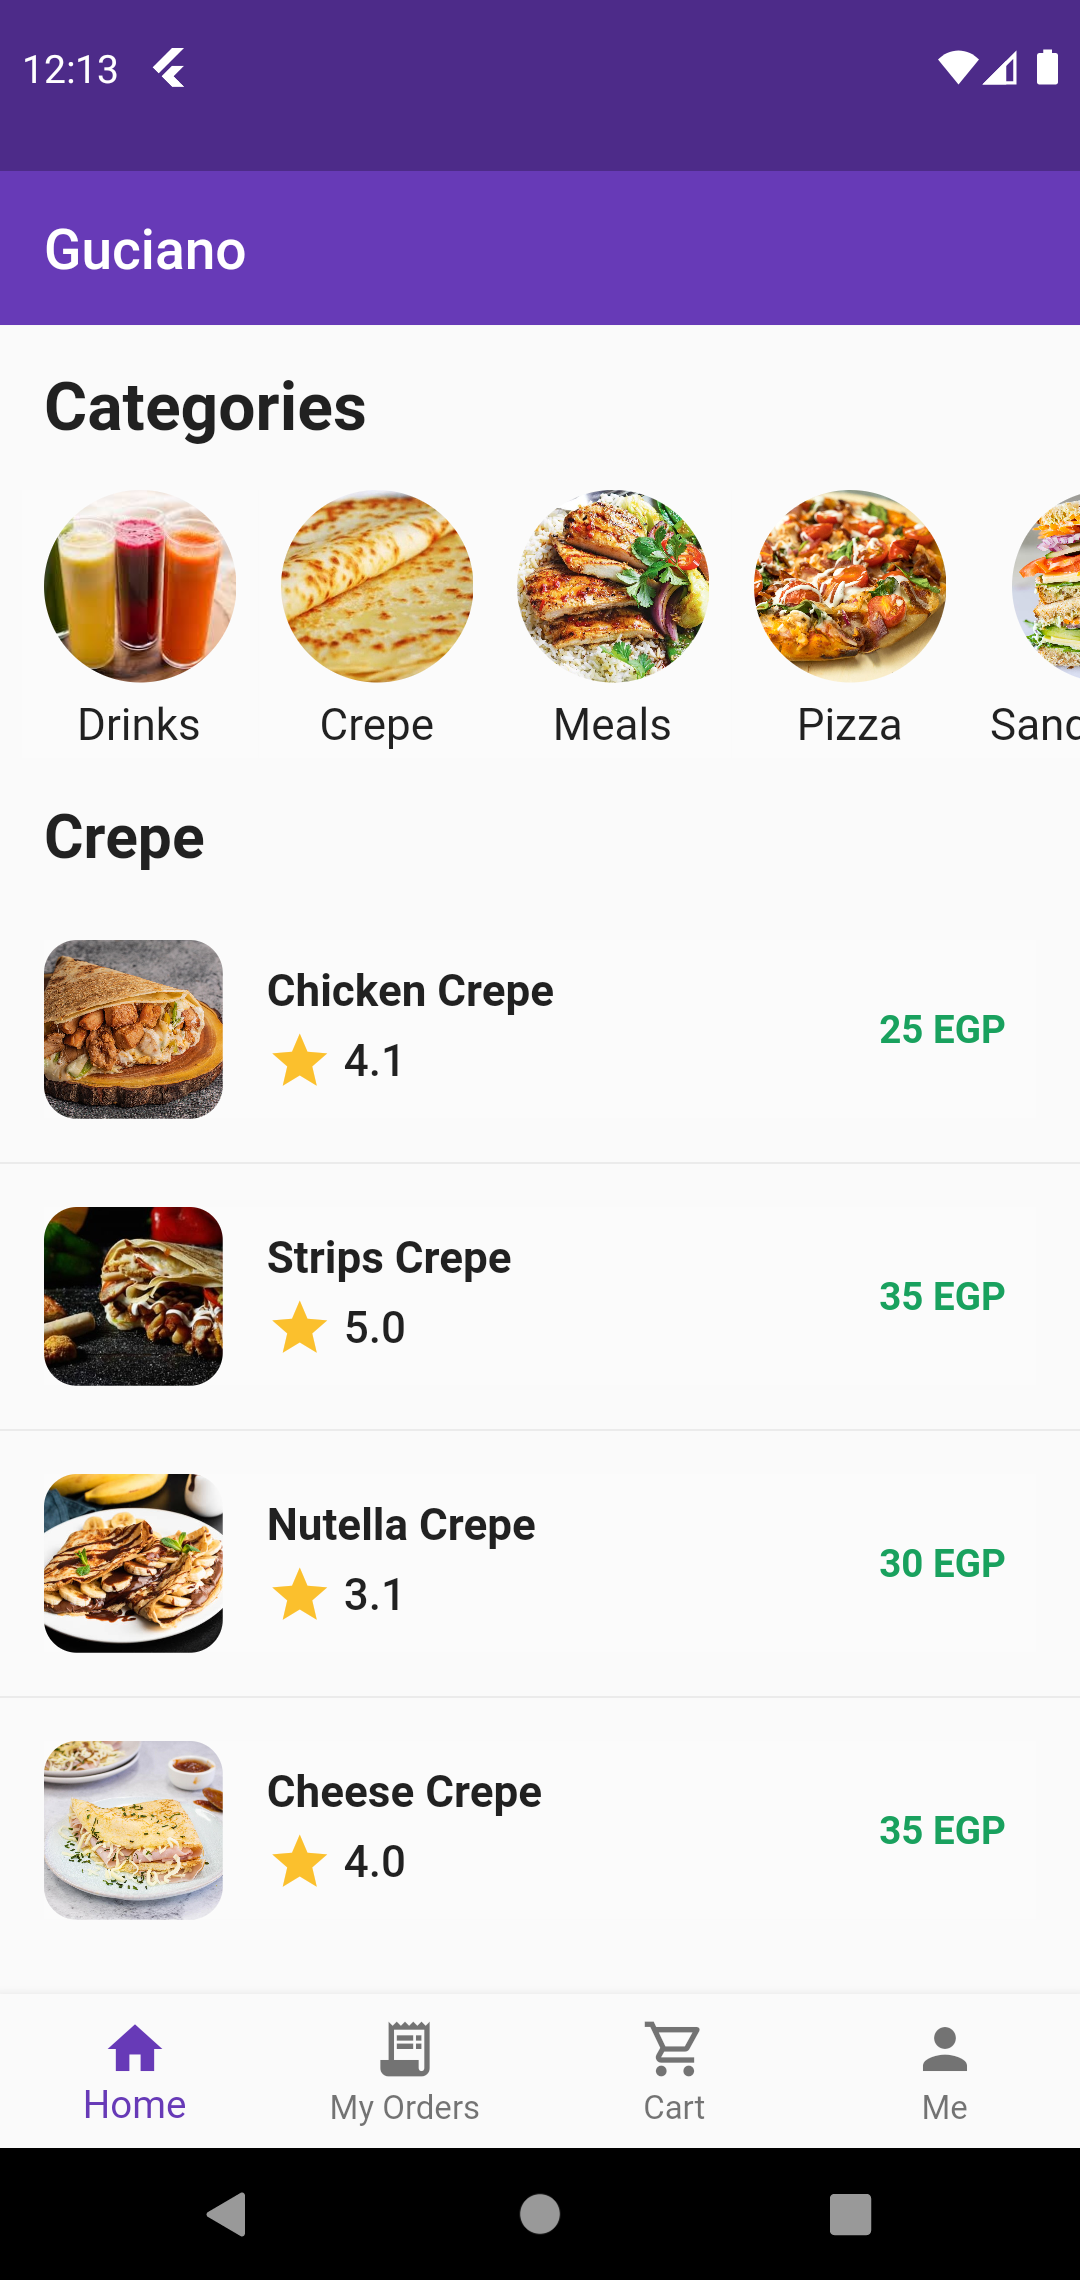 12:13
Guciano
Categories
Drinks
Crepe
Meals
Pizza
Sand
Crepe
Chicken Crepe
4.1
25 EGP
Strips Crepe
5.0
35 EGP
Nutella Crepe
3.1
30 EGP
Cheese Crepe
4.0
35 EGP
Home
My Orders
Cart
Me